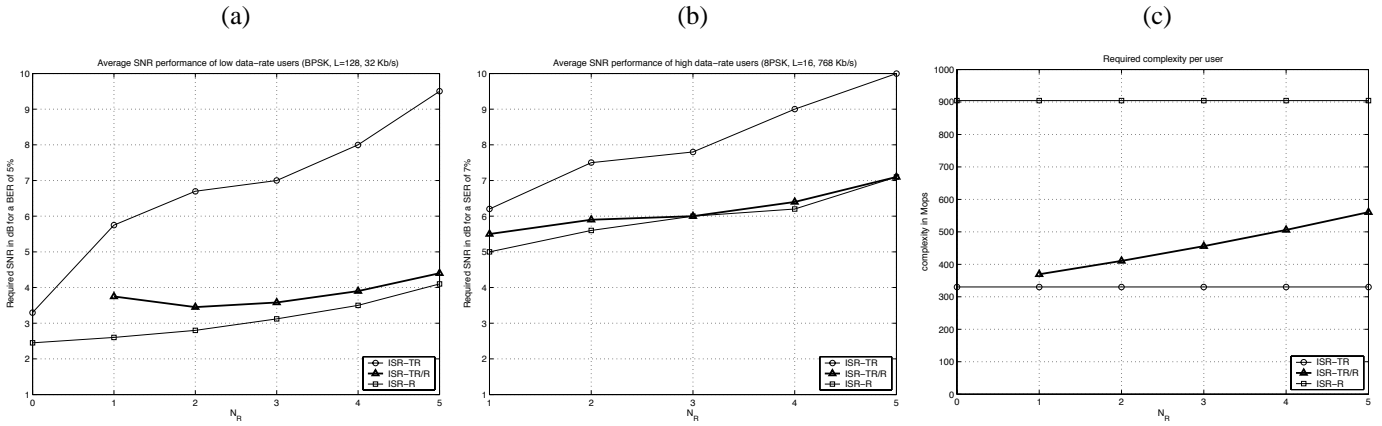 (a)
Average SNR performance of low data-rate users (BPSK, L=128, 32 Kb/s)
Required SNR in dB for a BER of 5%
10
9
8
7
6
5
4
3
2
1
0
1
2
3
4
5
N_R
ISR-TR
ISR-TR/R
ISR-R
(b)
Average SNR performance of high data-rate users (8PSK, L=16, 768 Kb/s)
Required SNR in dB for a SER of 7%
10
9
8
7
6
5
4
3
2
1
1
2
3
4
5
N_R
ISR-TR
ISR-TR/R
ISR-R
(c)
Required complexity per user
complexity in Mops
1000
900
800
700
600
500
400
300
200
100
0
0
1
2
3
4
5
N_R
ISR-TR
ISR-TR/R
ISR-R